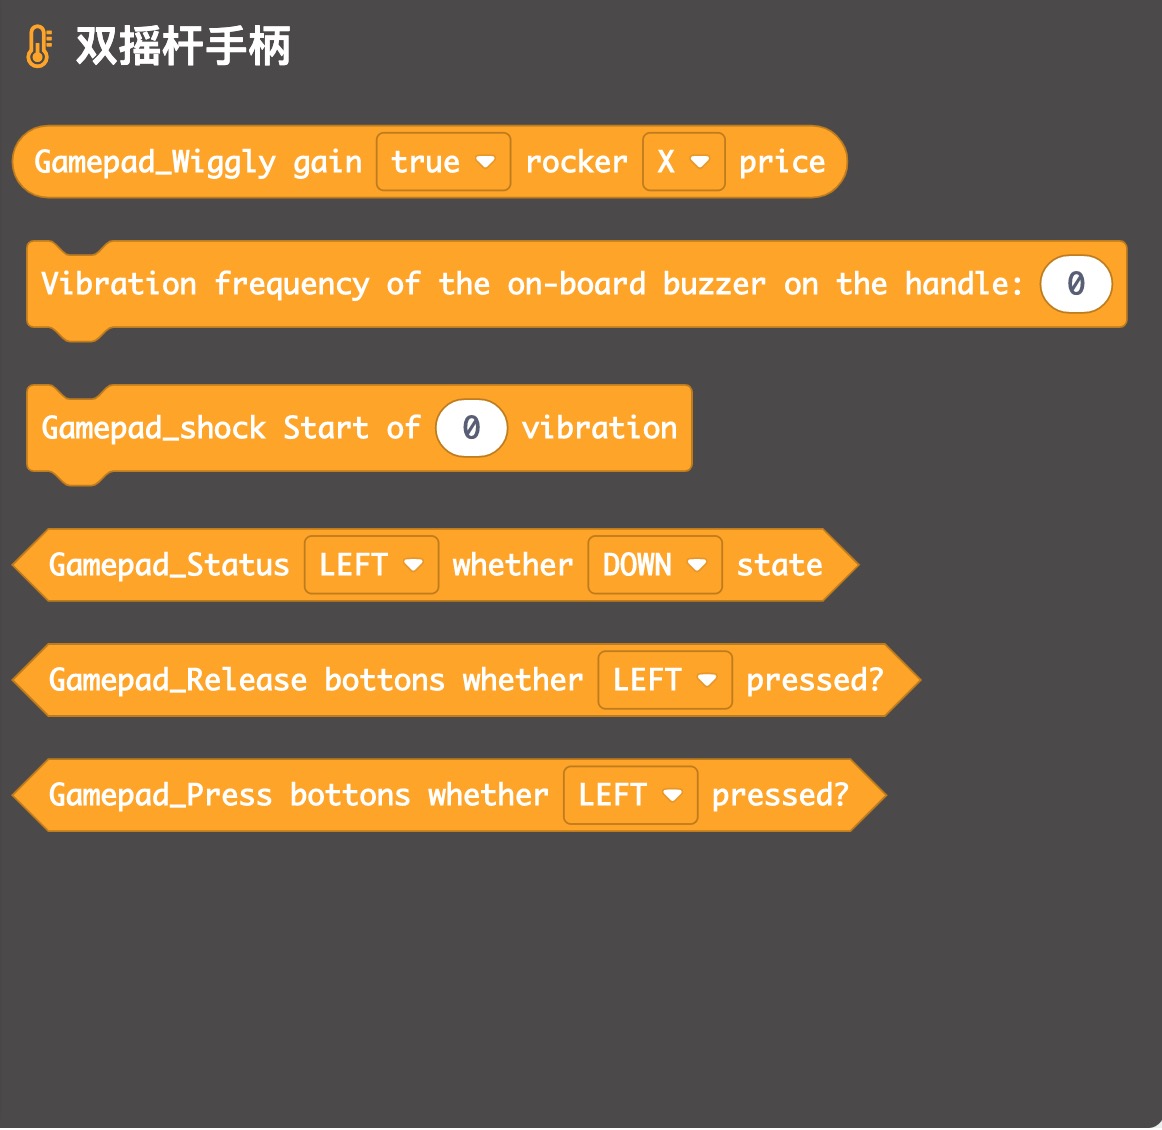 双摇杆手柄
Gamepad_Wiggly gain true rocker X price
Vibration frequency of the on-board buzzer on the handle: 0
Gamepad_shock Start of 0 vibration
Gamepad_Status LEFT whether DOWN state
Gamepad_Release bottons whether LEFT pressed?
Gamepad_Press bottons whether LEFT pressed?